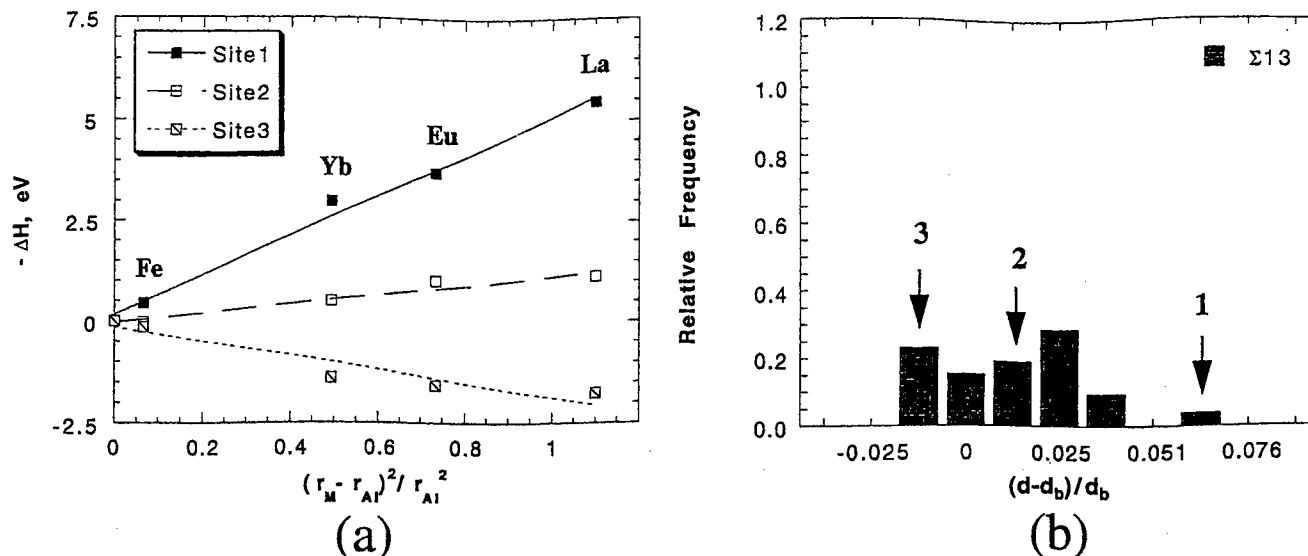 7.5
5
2.5
0
-2.5
- ΔH, eV
Site1
Site2
Site3
Fe
Yb
Eu
La
0
0.2
0.4
0.6
0.8
1
(r_M - r_Al)²/ r_Al²
(a)
1.2
1.0
0.8
0.6
0.4
0.2
0.0
Relative Frequency
Σ13
3
2
1
-0.025
0
0.025
0.051
0.076
(d-d_b)/d_b
(b)